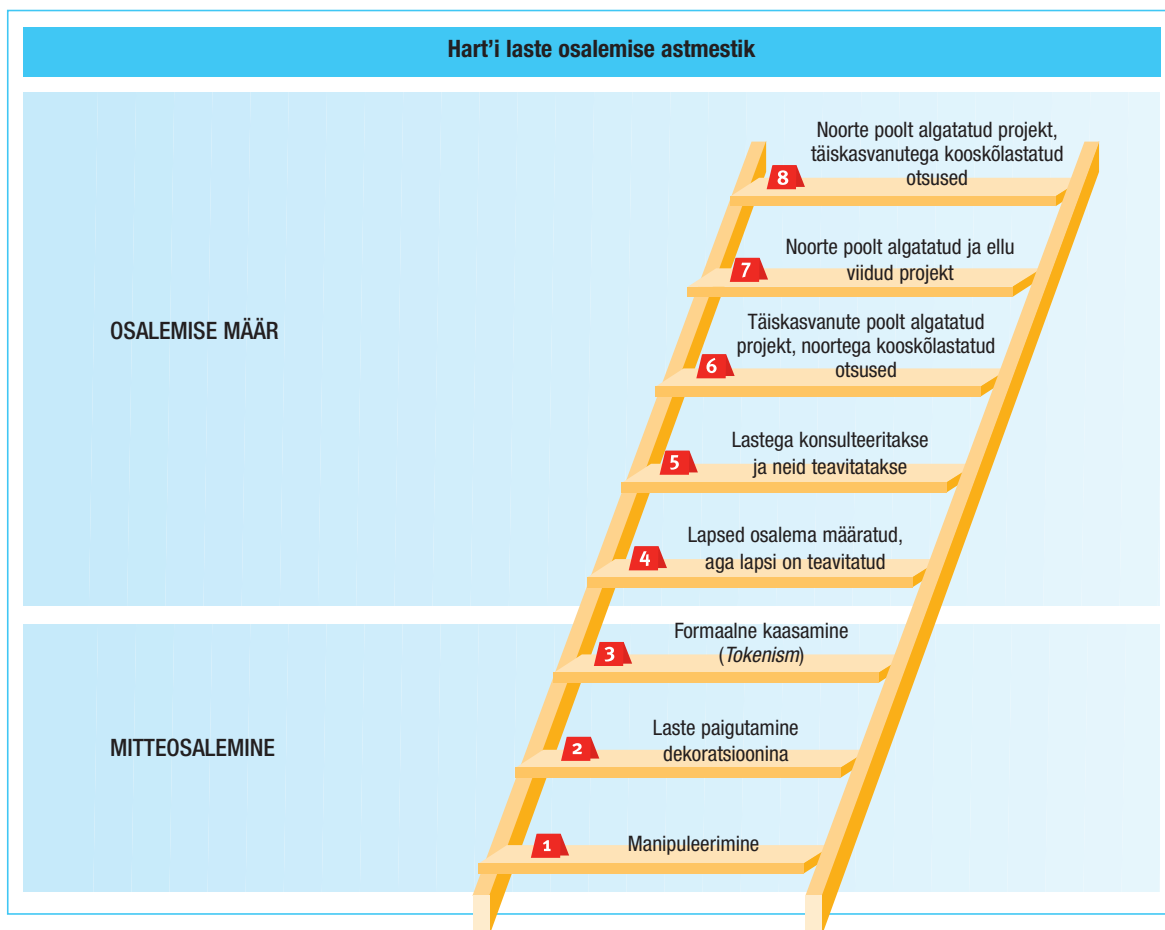 Hart’i laste osalemise astmestik
Noorte poolt algatatud projekt,
täiskasvanutega kooskõlastatud
otsused
8
Noorte poolt algatatud ja ellu
viidud projekt
7
OSALEMISE MÄÄR
Täiskasvanute poolt algatatud
projekt, noortega kooskõlastatud
otsused
6
Lastega konsulteeritakse
ja neid teavitatakse
5
Lapsed osalema määratud,
aga lapsi on teavitatud
4
Formaalne kaasamine
(Tokenism)
3
MITTEOSALEMINE
Laste paigutamine
dekoratsioonina
2
Manipuleerimine
1